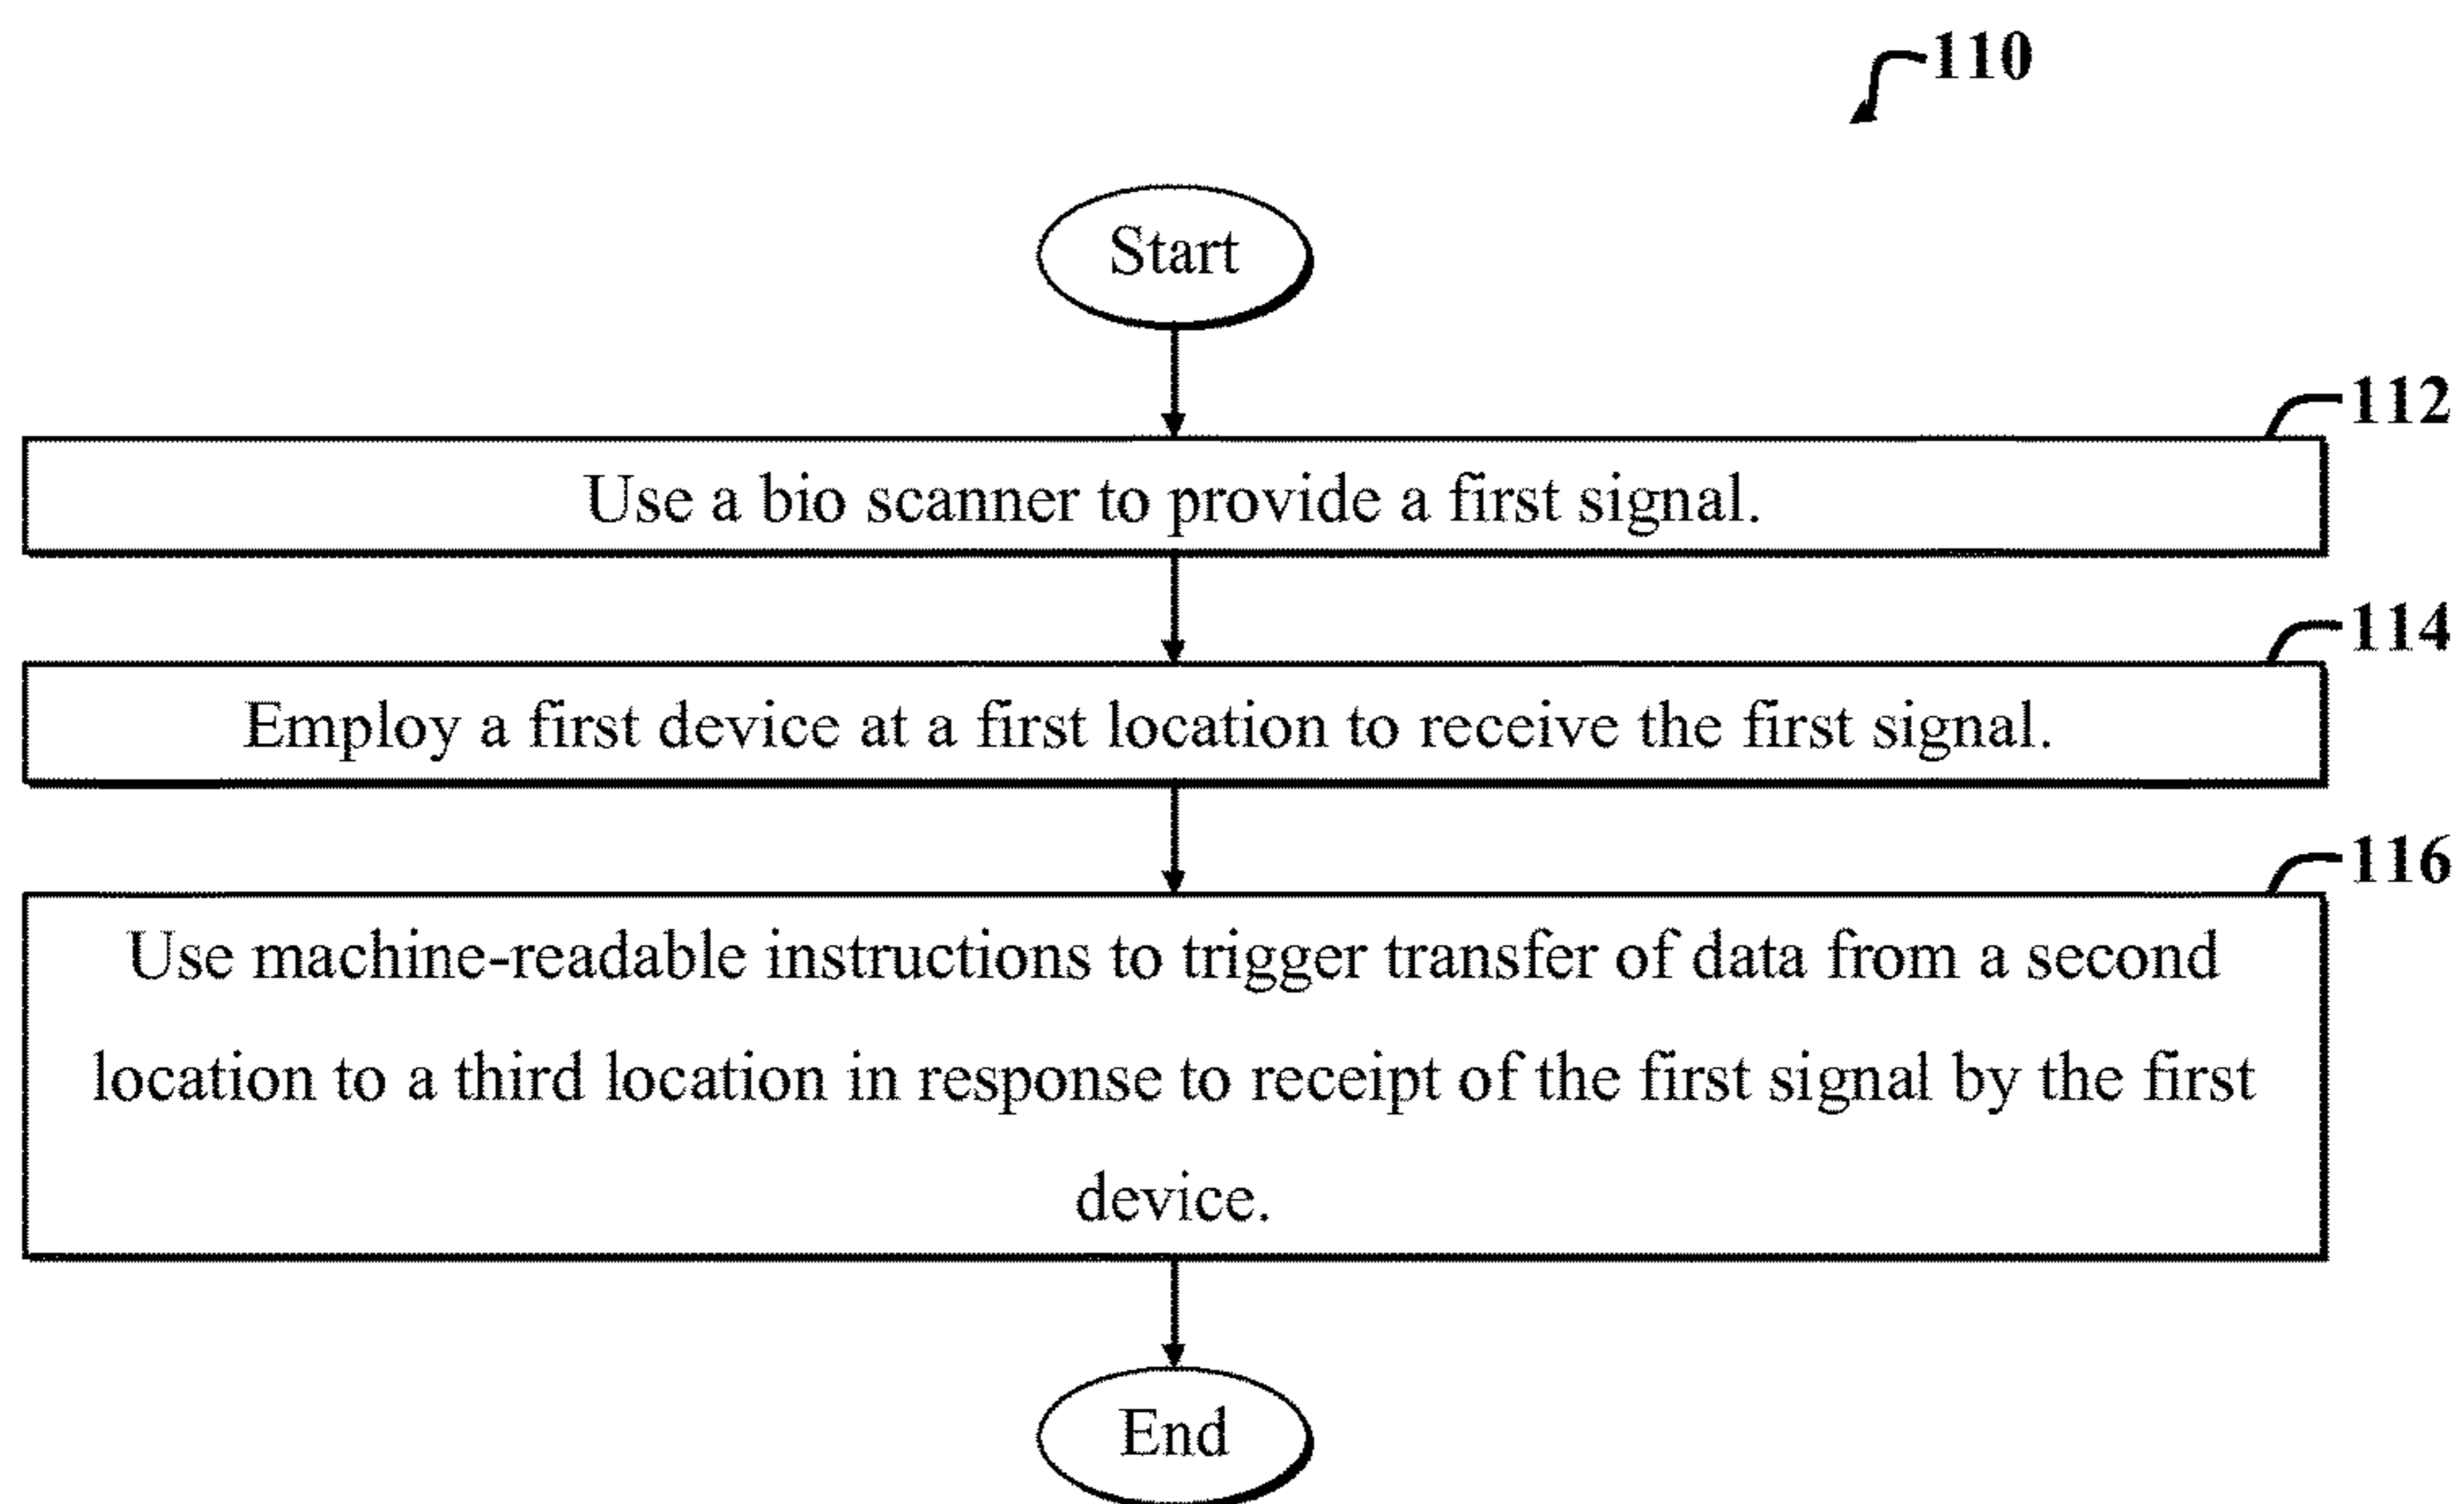 110
Start
112
Use a bio scanner to provide a first signal.
114
Employ a first device at a first location to receive the first signal.
116
Use machine-readable instructions to trigger transfer of data from a second
location to a third location in response to receipt of the first signal by the first
device.
End